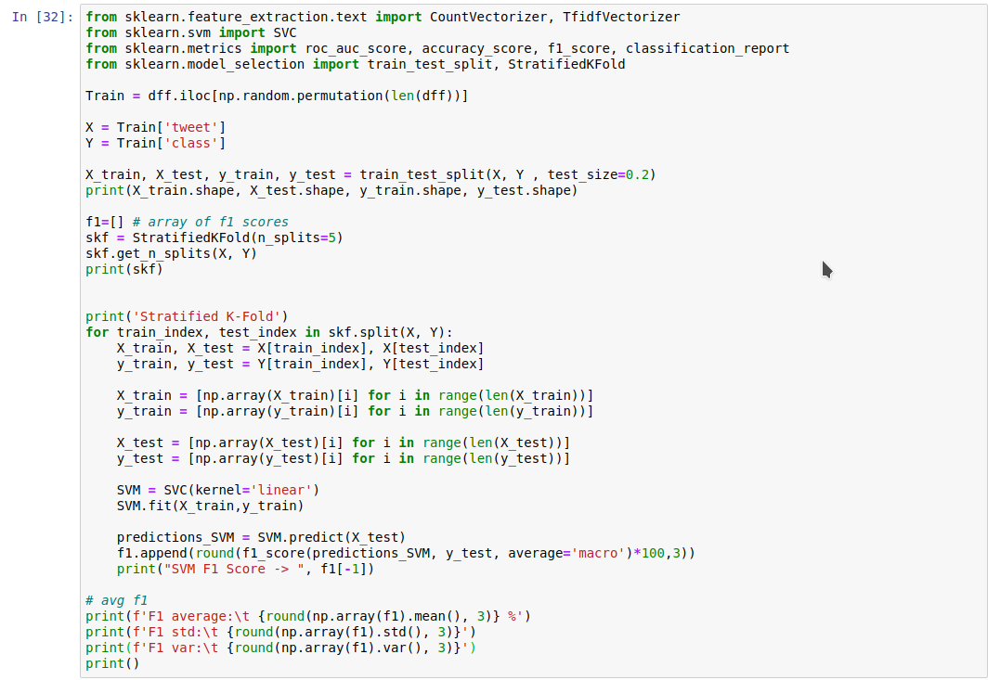 In [32]:
from sklearn.feature_extraction.text import CountVectorizer, TfidfVectorizer
from sklearn.svm import SVC
from sklearn.metrics import roc_auc_score, accuracy_score, f1_score, classification_report
from sklearn.model_selection import train_test_split, StratifiedKFold

Train = dff.iloc[np.random.permutation(len(dff))]

X = Train['tweet']
Y = Train['class']

X_train, X_test, y_train, y_test = train_test_split(X, Y , test_size=0.2)
print(X_train.shape, X_test.shape, y_train.shape, y_test.shape)

f1=[] # array of f1 scores
skf = StratifiedKFold(n_splits=5)
skf.get_n_splits(X, Y)
print(skf)


print('Stratified K-Fold')
for train_index, test_index in skf.split(X, Y):
    X_train, X_test = X[train_index], X[test_index]
    y_train, y_test = Y[train_index], Y[test_index]

    X_train = [np.array(X_train)[i] for i in range(len(X_train))]
    y_train = [np.array(y_train)[i] for i in range(len(y_train))]

    X_test = [np.array(X_test)[i] for i in range(len(X_test))]
    y_test = [np.array(y_test)[i] for i in range(len(y_test))]

    SVM = SVC(kernel='linear')
    SVM.fit(X_train,y_train)

    predictions_SVM = SVM.predict(X_test)
    f1.append(round(f1_score(predictions_SVM, y_test, average='macro')*100,3))
    print("SVM F1 Score -> ", f1[-1])

# avg f1
print(f'F1 average:\t {round(np.array(f1).mean(), 3)} %')
print(f'F1 std:\t {round(np.array(f1).std(), 3)}')
print(f'F1 var:\t {round(np.array(f1).var(), 3)}')
print()